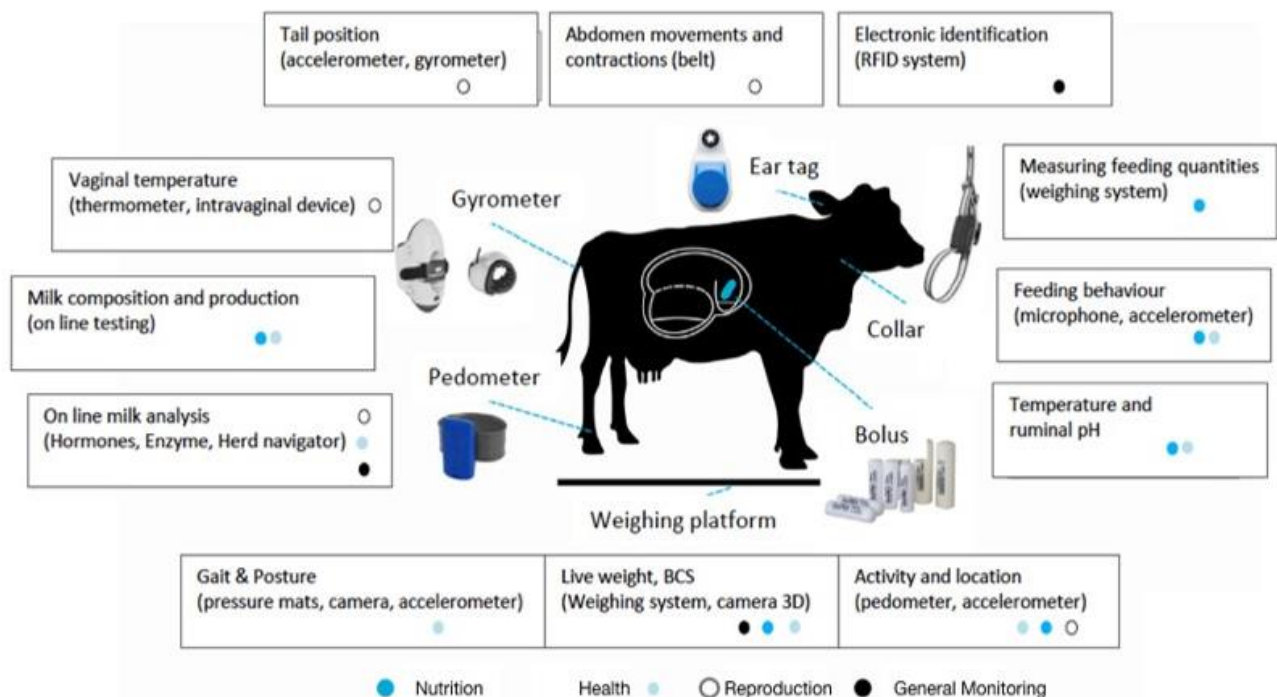 Tail position
(accelerometer, gyrometer)
Abdomen movements and
contractions (belt)
Electronic identification
(RFID system)
Vaginal temperature
(thermometer, intravaginal device)
Gyrometer
Ear tag
Measuring feeding quantities
(weighing system)
Milk composition and production
(on line testing)
Collar
Feeding behaviour
(microphone, accelerometer)
On line milk analysis
(Hormones, Enzyme, Herd navigator)
Pedometer
Bolus
Temperature and
ruminal pH
Weighing platform
Gait & Posture
(pressure mats, camera, accelerometer)
Live weight, BCS
(Weighing system, camera 3D)
Activity and location
(pedometer, accelerometer)
Nutrition
Health
Reproduction
General Monitoring